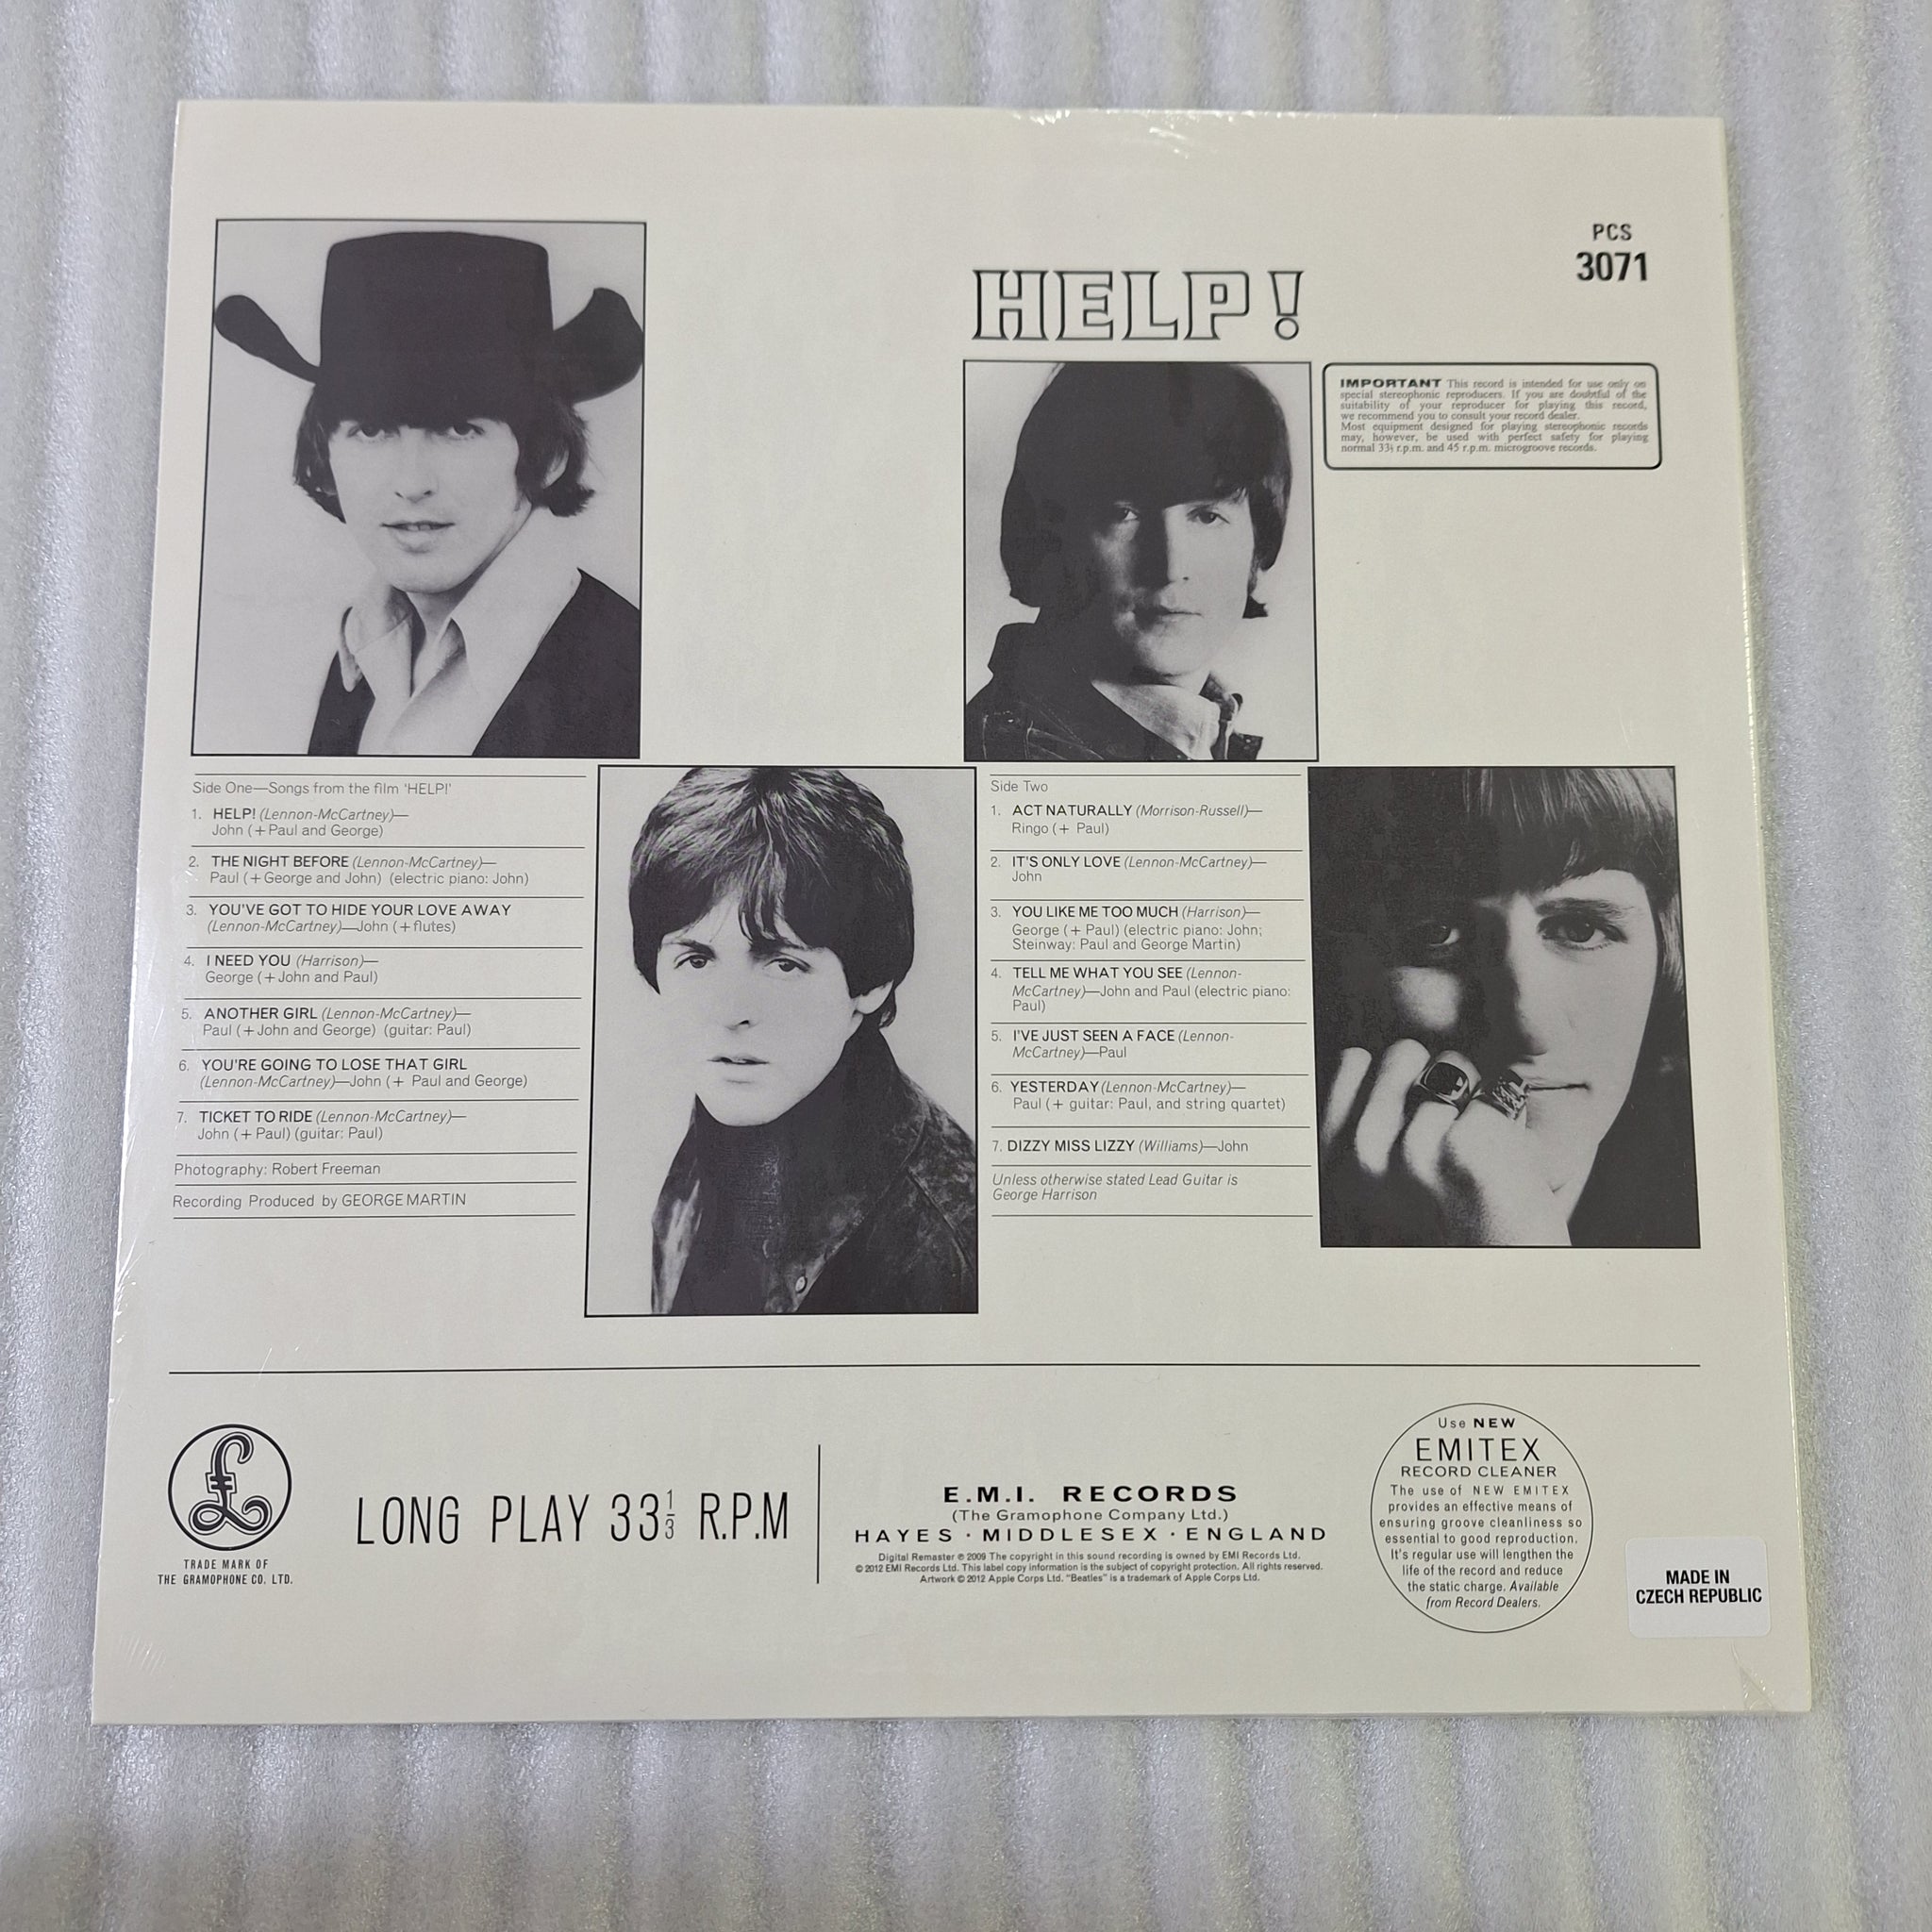 PCS
3071
HELP!
IMPORTANT This record is intended for use only on
special stereophonic reproducers. If you are doubtful of the
suitability of your reproducer for playing this record,
we recommend you to consult your record dealer.
Most equipment designed for playing stereophonic records
may, however, be used with perfect safety for playing
normal 33⅓ r.p.m. and 45 r.p.m. microgroove records.
Side One—Songs from the film 'HELP!'
1. HELP! (Lennon-McCartney)—
John (+Paul and George)
2. THE NIGHT BEFORE (Lennon-McCartney)—
Paul (+George and John) (electric piano: John)
3. YOU'VE GOT TO HIDE YOUR LOVE AWAY
(Lennon-McCartney)—John (+flutes)
4. I NEED YOU (Harrison)—
George (+John and Paul)
5. ANOTHER GIRL (Lennon-McCartney)—
Paul (+John and George) (guitar: Paul)
6. YOU'RE GOING TO LOSE THAT GIRL
(Lennon-McCartney)—John (+ Paul and George)
7. TICKET TO RIDE (Lennon-McCartney)—
John (+ Paul) (guitar: Paul)
Photography: Robert Freeman
Recording Produced by GEORGE MARTIN
Side Two
1. ACT NATURALLY (Morrison-Russell)—
Ringo (+ Paul)
2. IT'S ONLY LOVE (Lennon-McCartney)—
John
3. YOU LIKE ME TOO MUCH (Harrison)—
George (+ Paul) (electric piano: John;
Steinway: Paul and George Martin)
4. TELL ME WHAT YOU SEE (Lennon-
McCartney)—John and Paul (electric piano:
Paul)
5. I'VE JUST SEEN A FACE (Lennon-
McCartney)—Paul
6. YESTERDAY (Lennon-McCartney)—
Paul (+ guitar: Paul, and string quartet)
7. DIZZY MISS LIZZY (Williams)—John
Unless otherwise stated Lead Guitar is
George Harrison
£
TRADE MARK OF
THE GRAMOPHONE CO. LTD.
LONG PLAY 33⅓ R.P.M
E.M.I. RECORDS
(The Gramophone Company Ltd.)
HAYES · MIDDLESEX · ENGLAND
Digital Remaster ℗ 2009 The copyright in this sound recording is owned by EMI Records Ltd.
© 2012 EMI Records Ltd. This label copy information is the subject of copyright protection. All rights reserved.
Artwork © 2012 Apple Corps Ltd. "Beatles" is a trademark of Apple Corps Ltd.
Use NEW
EMITEX
RECORD CLEANER
The use of NEW EMITEX
provides an effective means of
ensuring groove cleanliness so
essential to good reproduction.
It's regular use will lengthen the
life of the record and reduce
the static charge. Available
from Record Dealers.
MADE IN
CZECH REPUBLIC